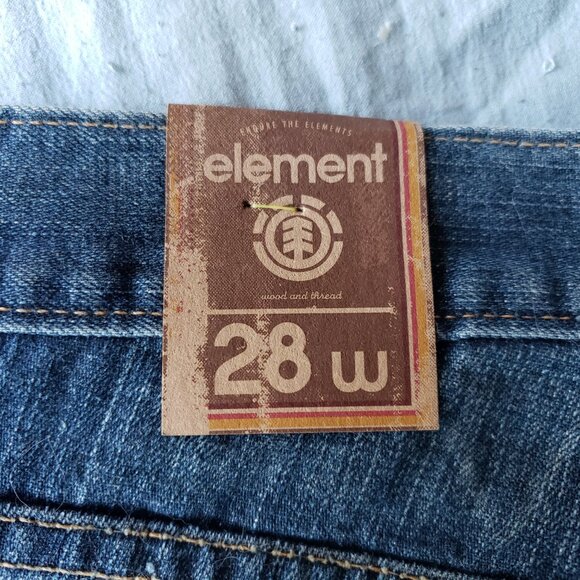 ENDURE THE ELEMENTS
element
wood and thread
28 w